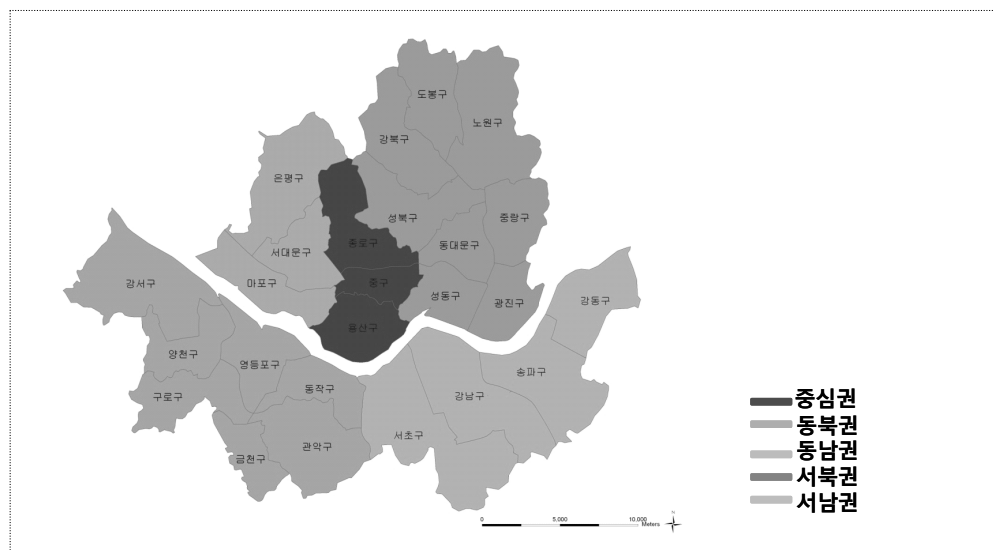 도봉구
노원구
강북구
은평구
성북구
중랑구
종로구
동대문구
서대문구
강서구
마포구
중구
성동구
광진구
강동구
용산구
양천구
영등포구
송파구
구로구
동작구
강남구
서초구
관악구
금천구
중심권
동북권
동남권
서북권
서남권
0 5,000 10,000
Meters
N